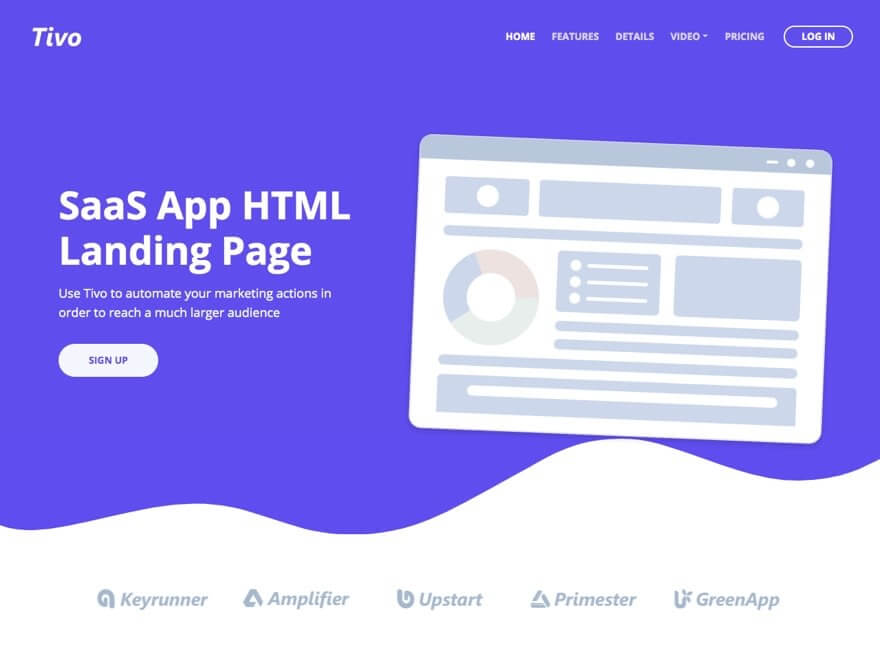 Tivo
HOME FEATURES DETAILS VIDEO PRICING LOG IN
SaaS App HTML
Landing Page
Use Tivo to automate your marketing actions in
order to reach a much larger audience
SIGN UP
Keyrunner Amplifier Upstart Primester GreenApp